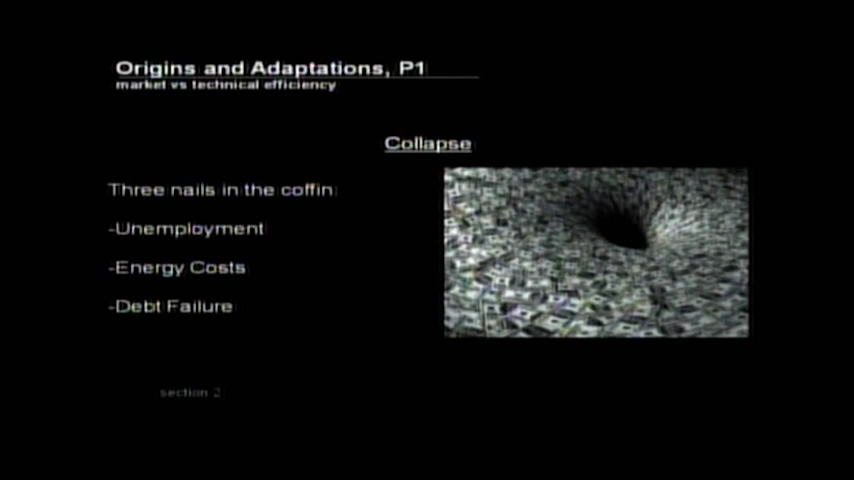 Origins and Adaptations, P1
market vs technical efficiency
Collapse
Three nails in the coffin:
-Unemployment
-Energy Costs
-Debt Failure
section 2